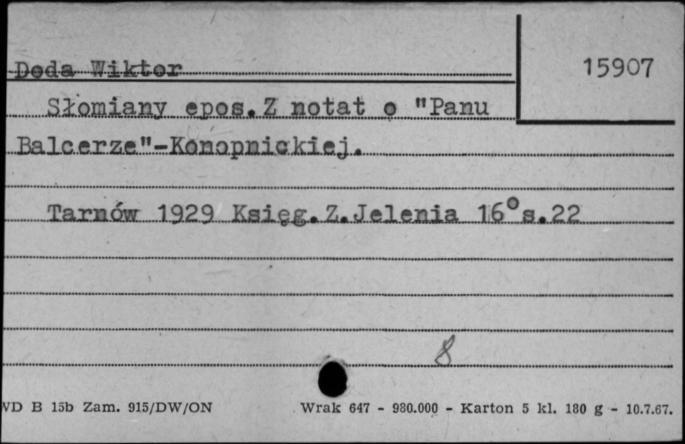 Doda Wiktor
15907
Słomiany epos.Z notat o "Panu
Balcerze"-Konopnickiej.
Tarnów 1929 Księg.Z.Jelenia 16° s.22
8
WD B 15b Zam. 915/DW/ON
Wrak 647 - 980.000 - Karton 5 kl. 180 g - 10.7.67.